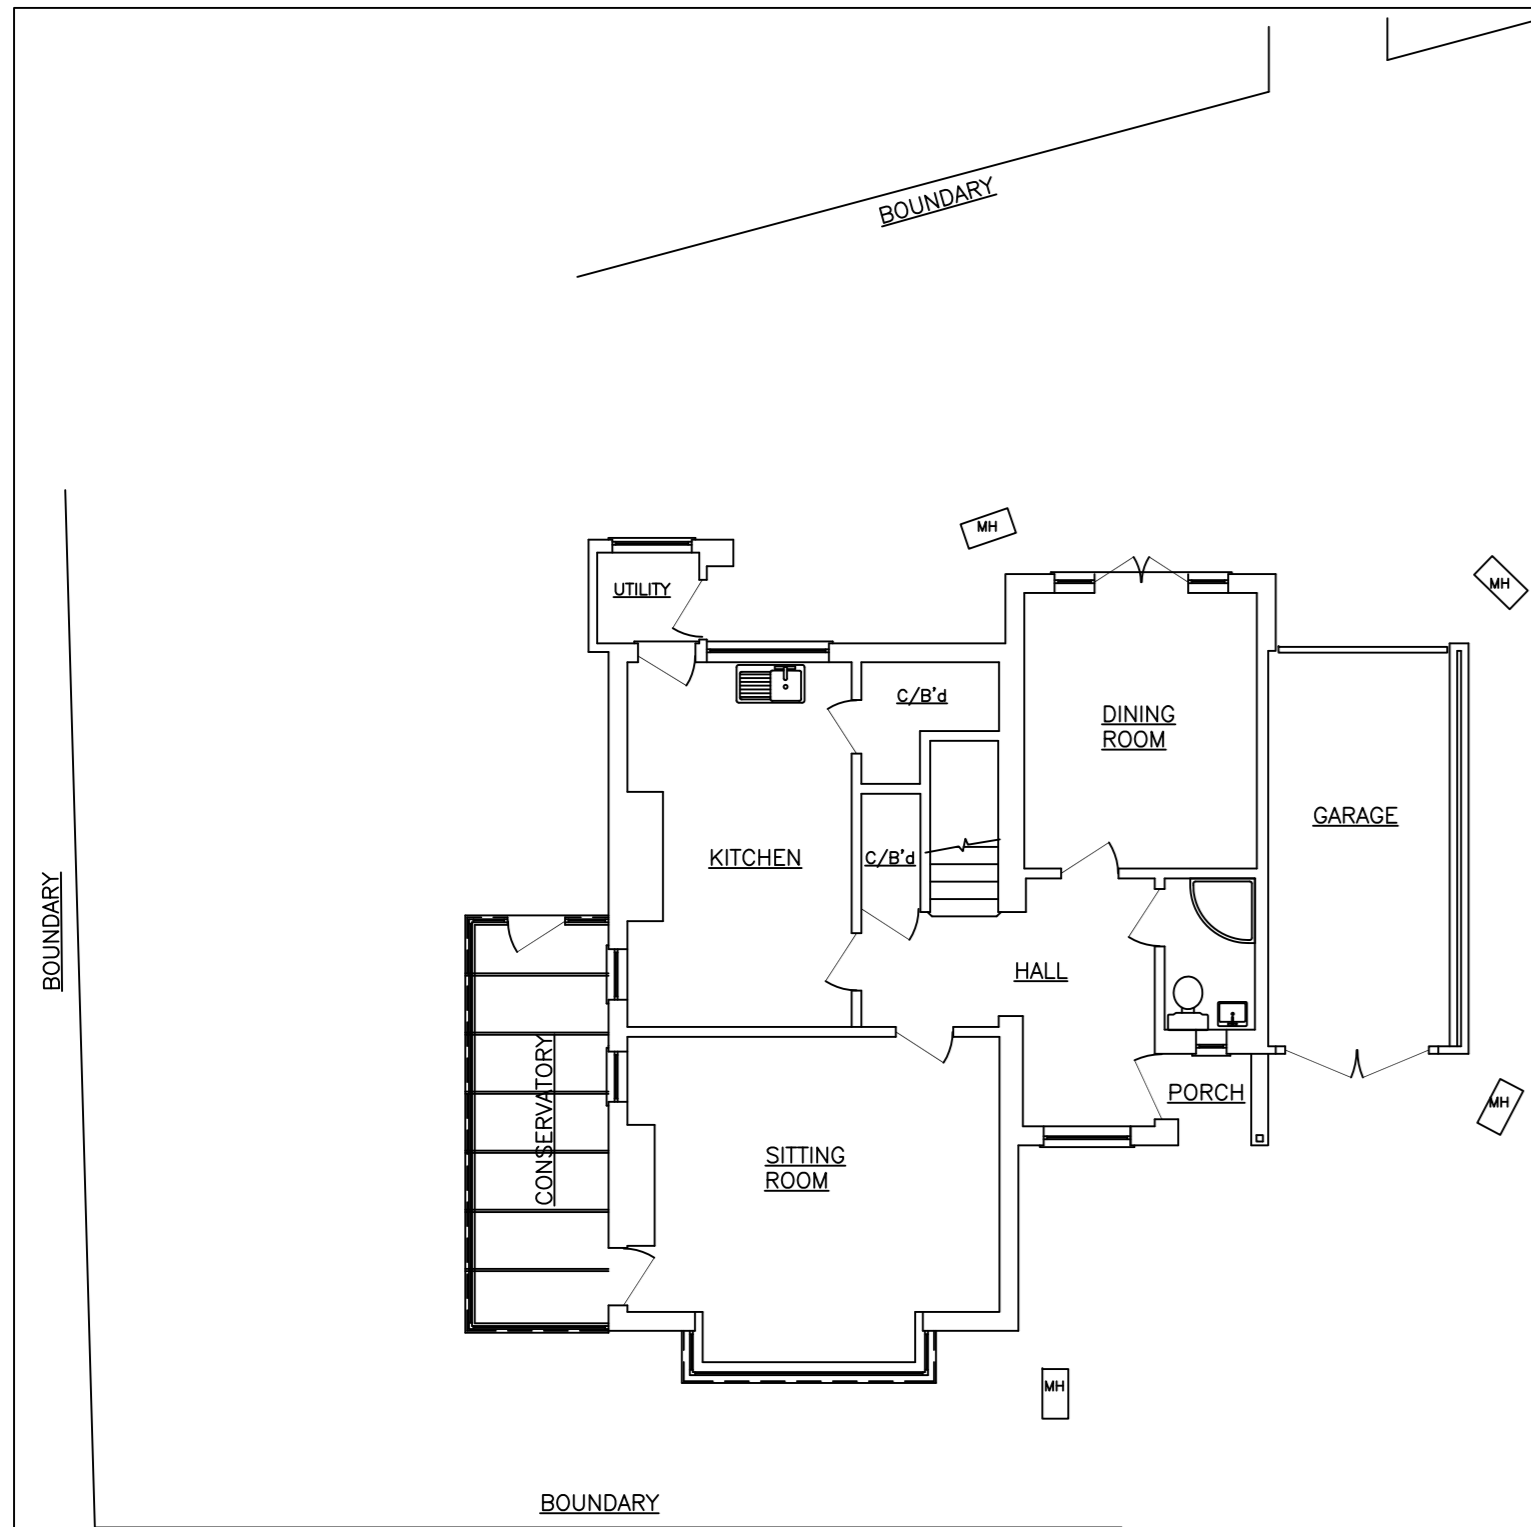 BOUNDARY
MH
MH
UTILITY
C/B'd
DINING
ROOM
GARAGE
KITCHEN
C/B'd
BOUNDARY
HALL
CONSERVATORY
PORCH
MH
SITTING
ROOM
MH
BOUNDARY